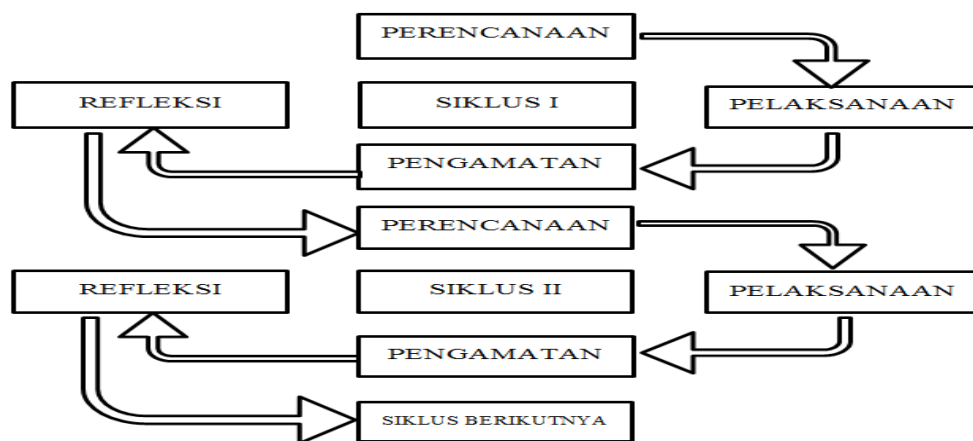 PERENCANAAN
REFLEKSI
SIKLUS I
PELAKSANAAN
PENGAMATAN
PERENCANAAN
REFLEKSI
SIKLUS II
PELAKSANAAN
PENGAMATAN
SIKLUS BERIKUTNYA